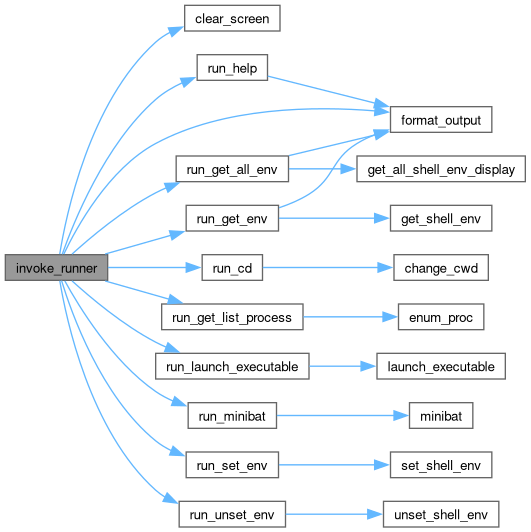 clear_screen
run_help
format_output
run_get_all_env
get_all_shell_env_display
run_get_env
get_shell_env
invoke_runner
run_cd
change_cwd
run_get_list_process
enum_proc
run_launch_executable
launch_executable
run_minibat
minibat
run_set_env
set_shell_env
run_unset_env
unset_shell_env